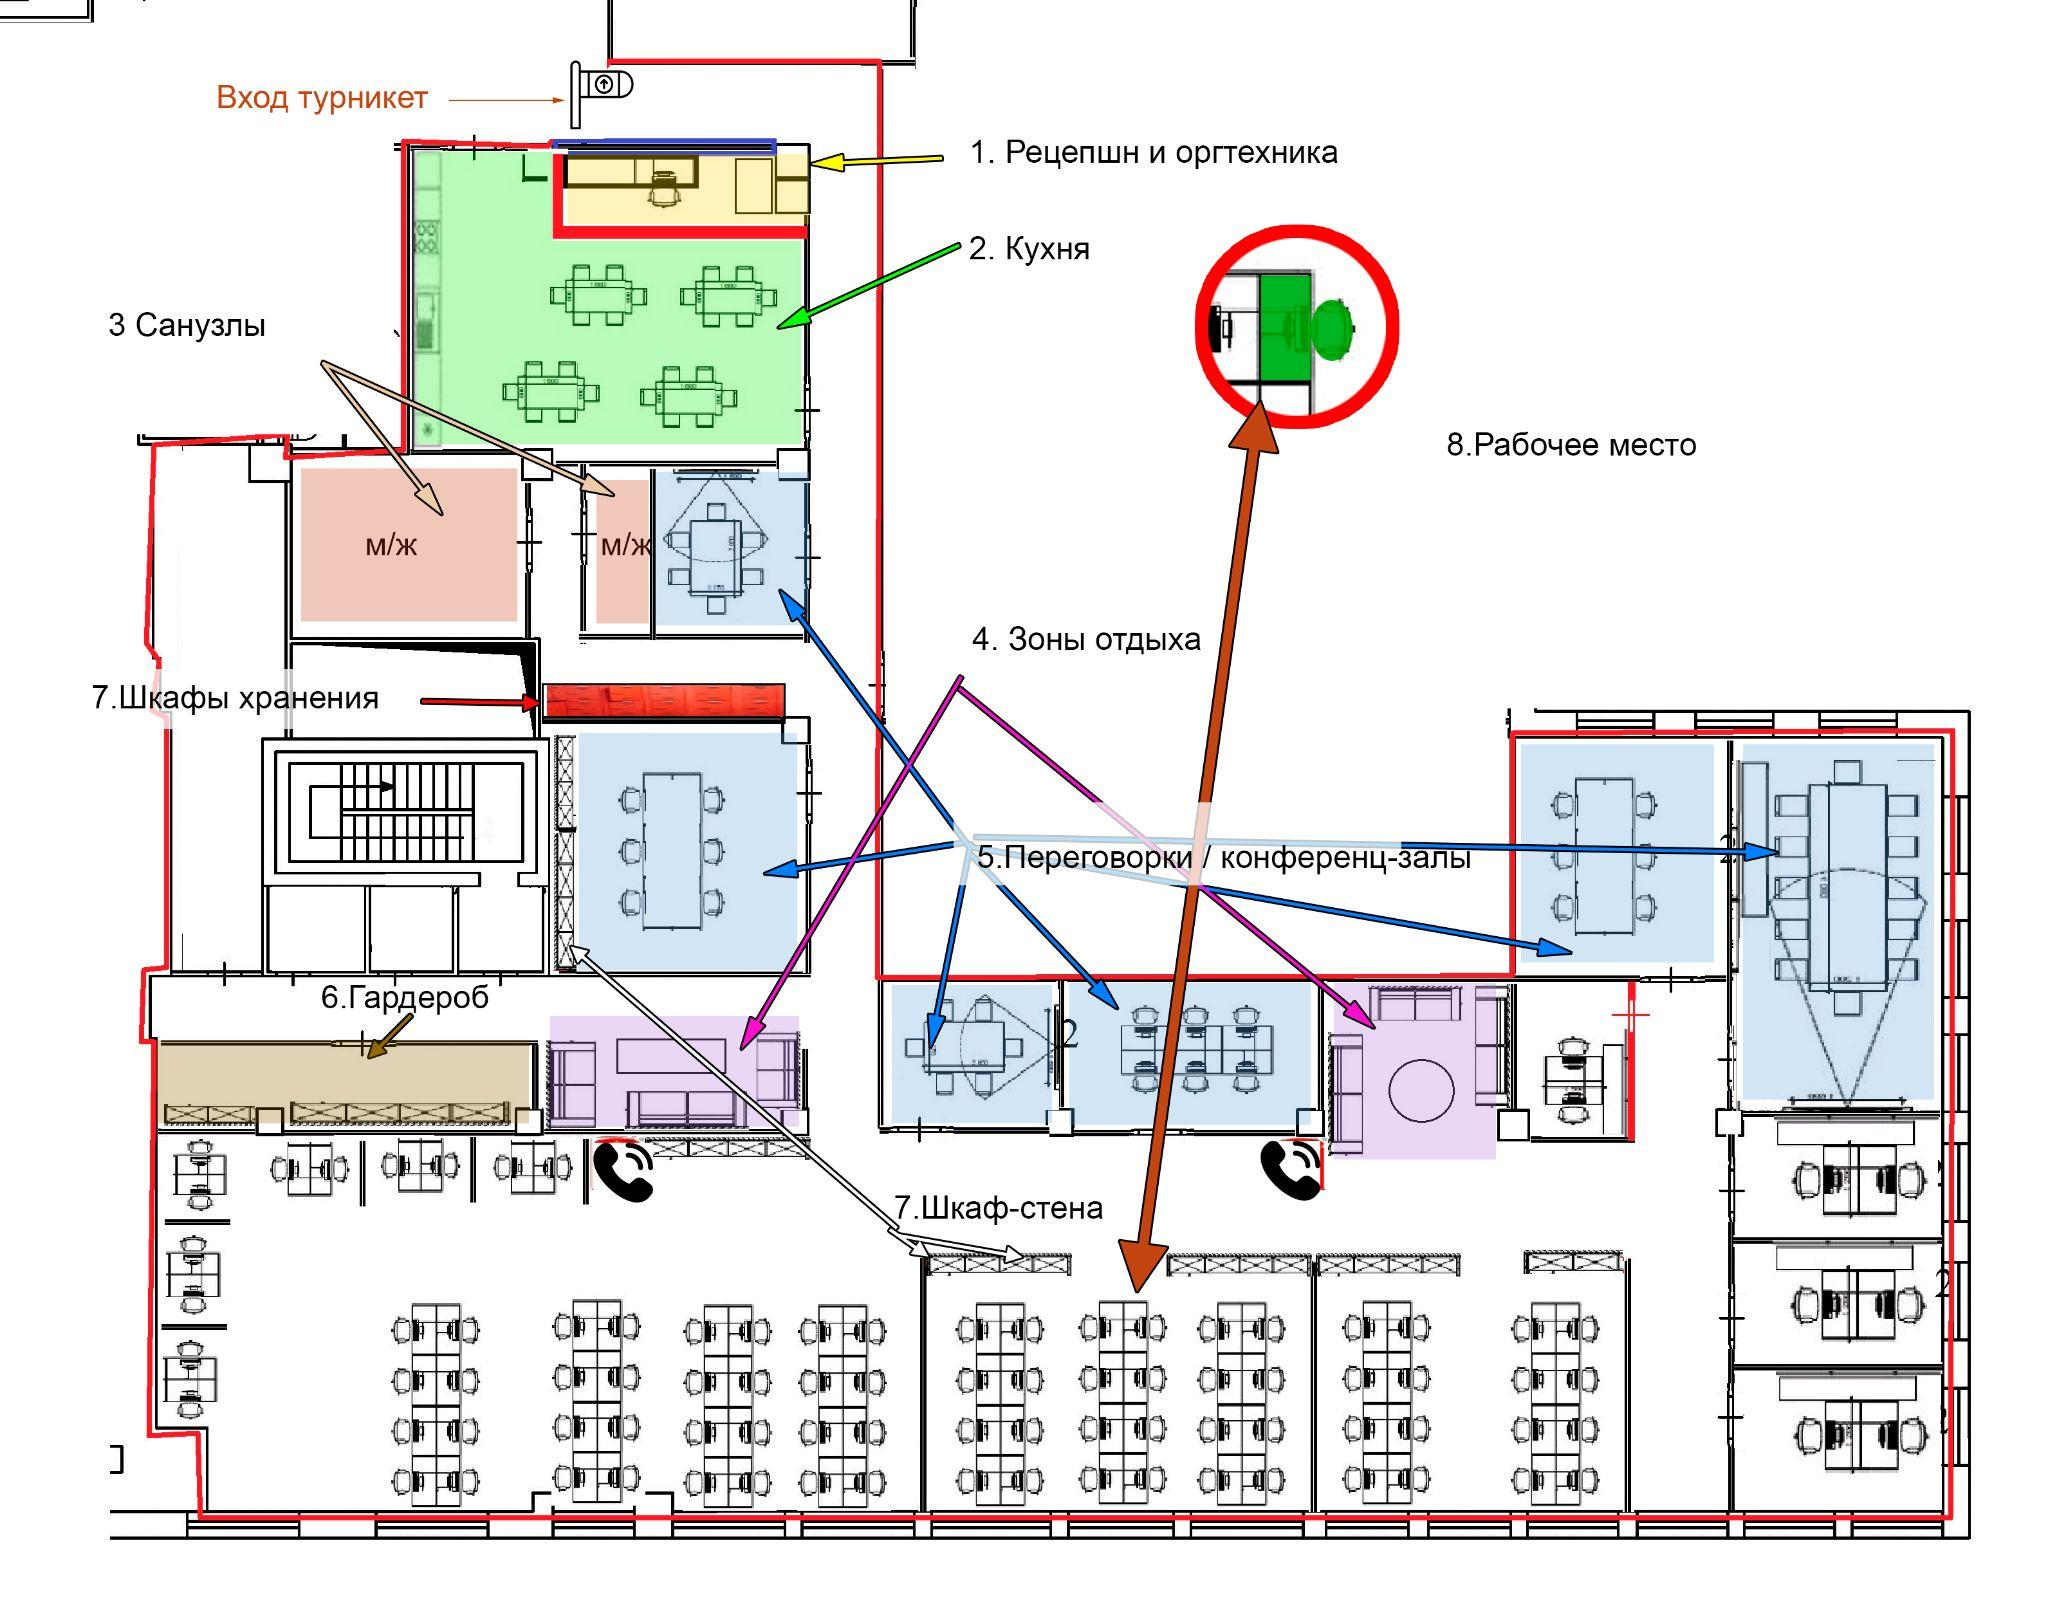 Вход турникет
1. Рецепшн и оргтехника
2. Кухня
3 Санузлы
8.Рабочее место
м/ж
м/ж
4. Зоны отдыха
7.Шкафы хранения
5.Переговорки / конференц-залы
6.Гардероб
7.Шкаф-стена